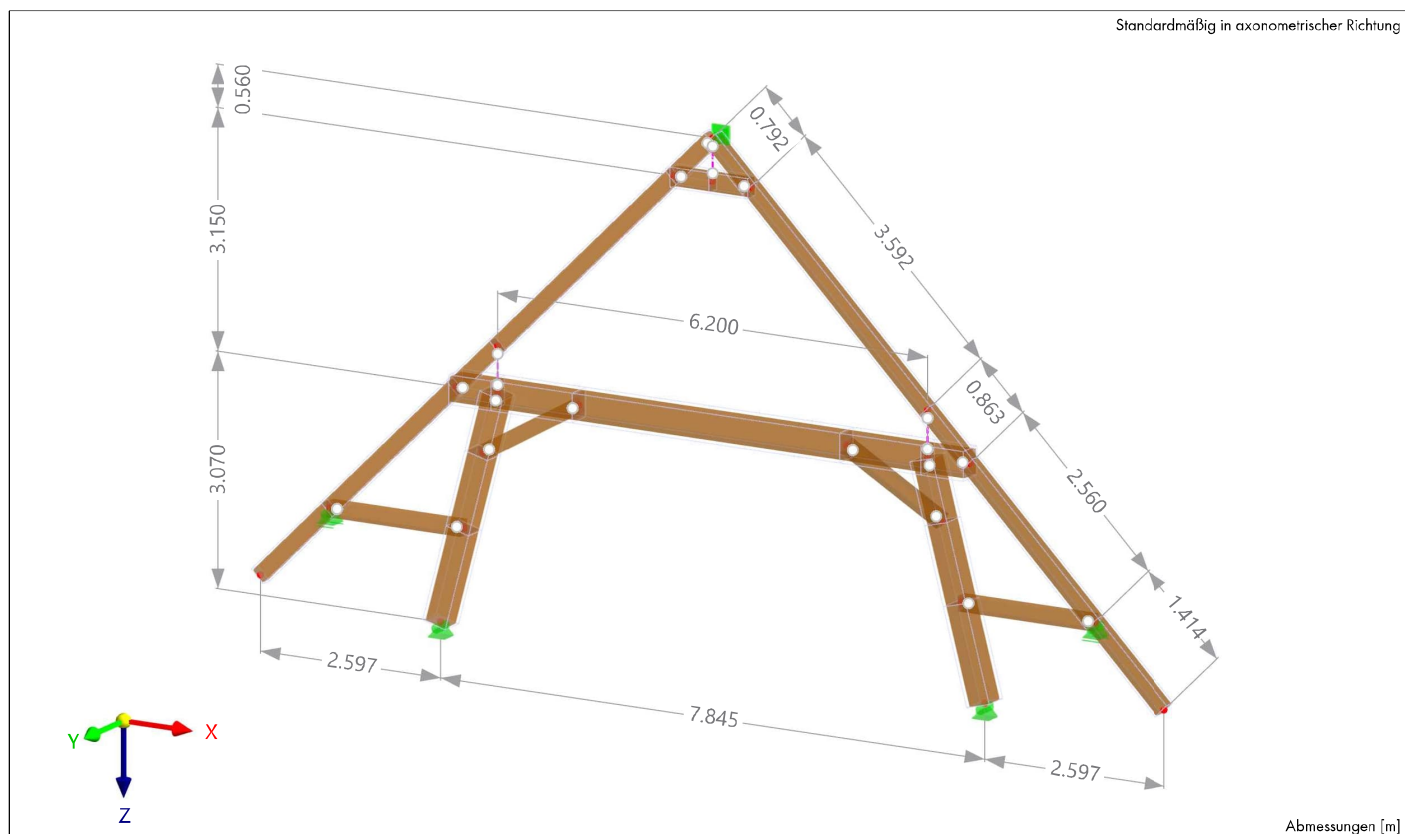 Standardmäßig in axonometrischer Richtung
0.560
0.792
3.150
3.592
6.200
0.863
3.070
2.560
1.414
2.597
7.845
2.597
X
Y
Z
Abmessungen [m]